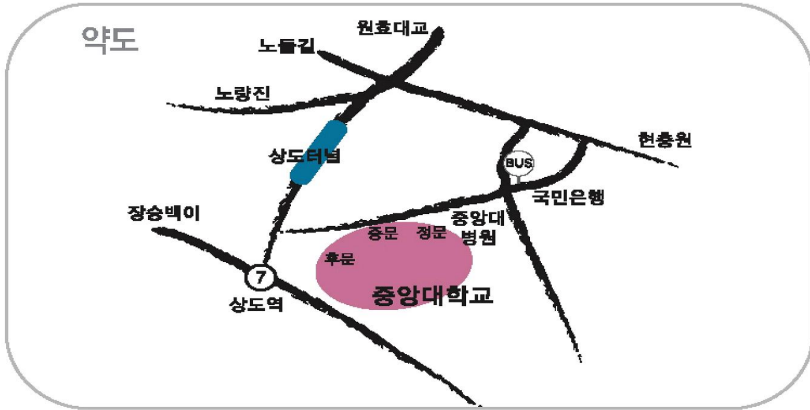 약도
원효대교
노들길
노량진
상도터널
현충원
BUS
국민은행
장승백이
중앙대
병원
중문
정문
후문
7
상도역
중앙대학교